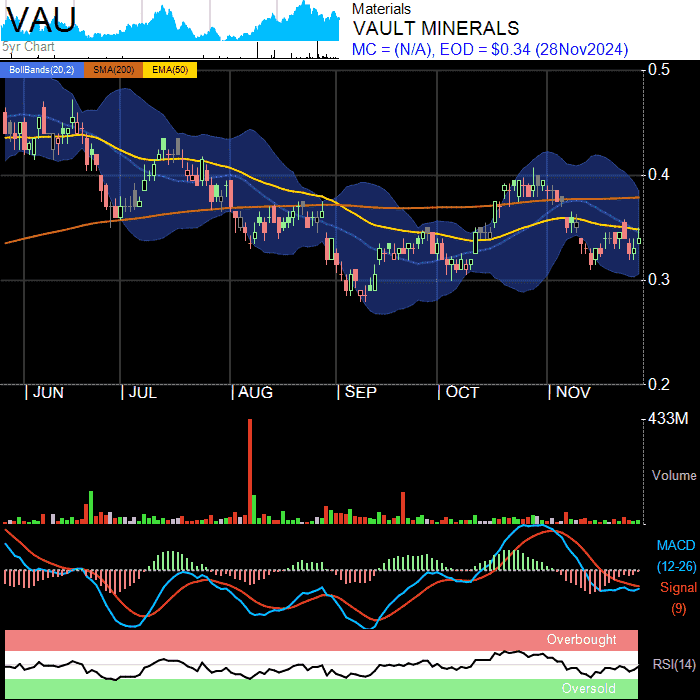 VAU
5yr Chart
Materials
VAULT MINERALS
MC = (N/A), EOD = $0.34 (28Nov2024)
BollBands(20,2) SMA(200) EMA(50)
0.5
0.4
0.3
0.2
JUN JUL AUG SEP OCT NOV
433M
Volume
MACD
(12-26)
Signal
(9)
Overbought
RSI(14)
Oversold